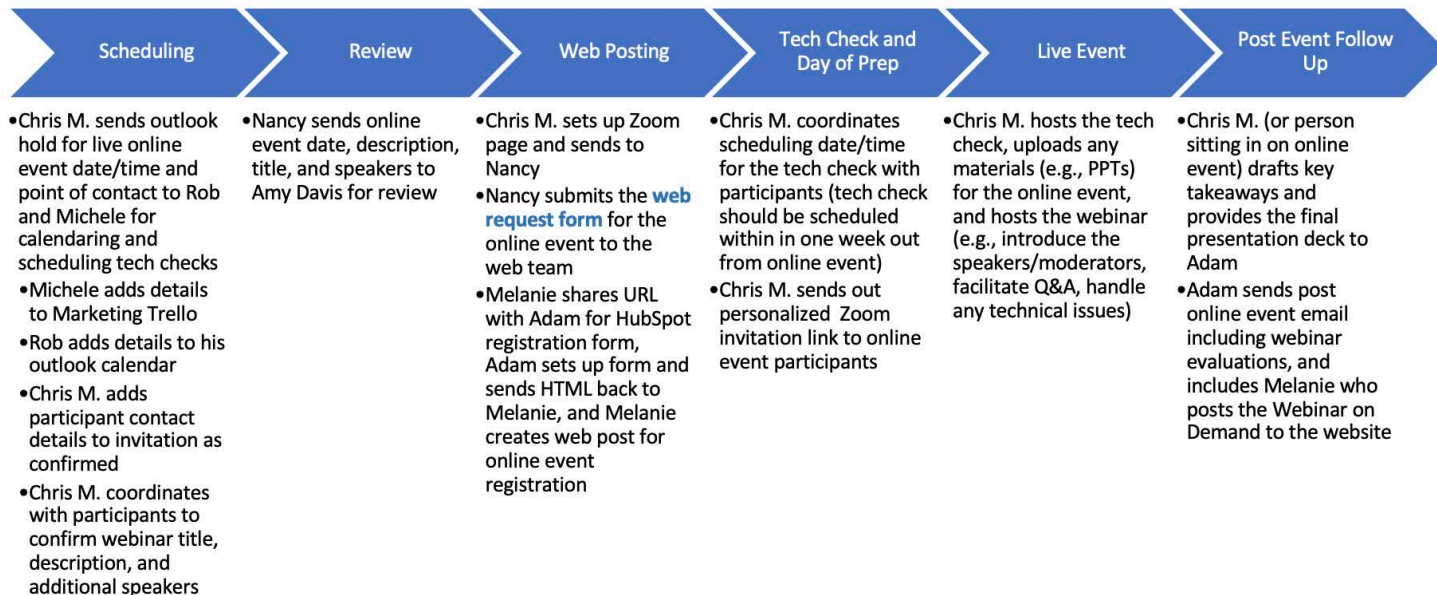 Scheduling
Review
Web Posting
Tech Check and
Day of Prep
Live Event
Post Event Follow
Up
•Chris M. sends outlook
hold for live online
event date/time and
point of contact to Rob
and Michele for
calendaring and
scheduling tech checks
•Michele adds details
to Marketing Trello
•Rob adds details to his
outlook calendar
•Chris M. adds
participant contact
details to invitation as
confirmed
•Chris M. coordinates
with participants to
confirm webinar title,
description, and
additional speakers
•Nancy sends online
event date, description,
title, and speakers to
Amy Davis for review
•Chris M. sets up Zoom
page and sends to
Nancy
•Nancy submits the web
request form for the
online event to the
web team
•Melanie shares URL
with Adam for HubSpot
registration form,
Adam sets up form and
sends HTML back to
Melanie, and Melanie
creates web post for
online event
registration
•Chris M. coordinates
scheduling date/time
for the tech check with
participants (tech check
should be scheduled
within in one week out
from online event)
•Chris M. sends out
personalized Zoom
invitation link to online
event participants
•Chris M. hosts the tech
check, uploads any
materials (e.g., PPTs)
for the online event,
and hosts the webinar
(e.g., introduce the
speakers/moderators,
facilitate Q&A, handle
any technical issues)
•Chris M. (or person
sitting in on online
event) drafts key
takeaways and
provides the final
presentation deck to
Adam
•Adam sends post
online event email
including webinar
evaluations, and
includes Melanie who
posts the Webinar on
Demand to the website